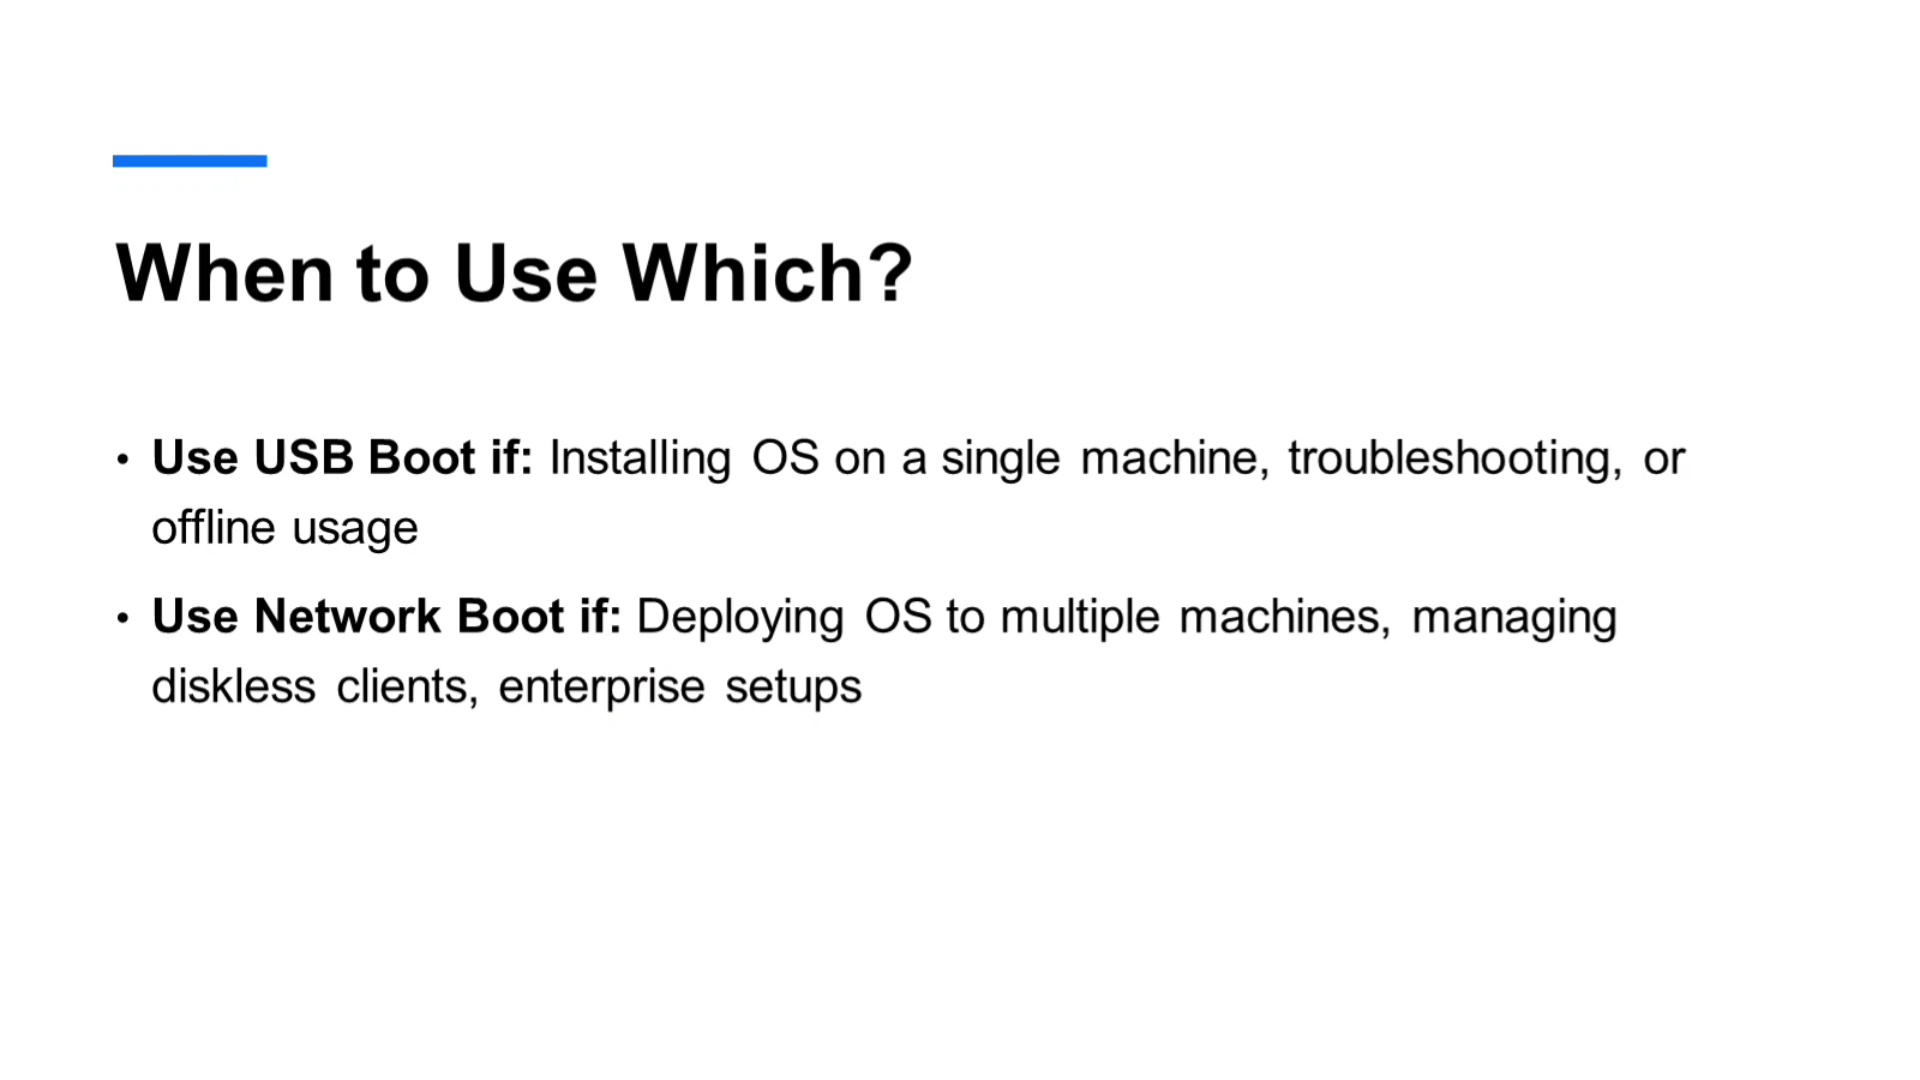 When to Use Which?
• Use USB Boot if: Installing OS on a single machine, troubleshooting, or
offline usage
• Use Network Boot if: Deploying OS to multiple machines, managing
diskless clients, enterprise setups